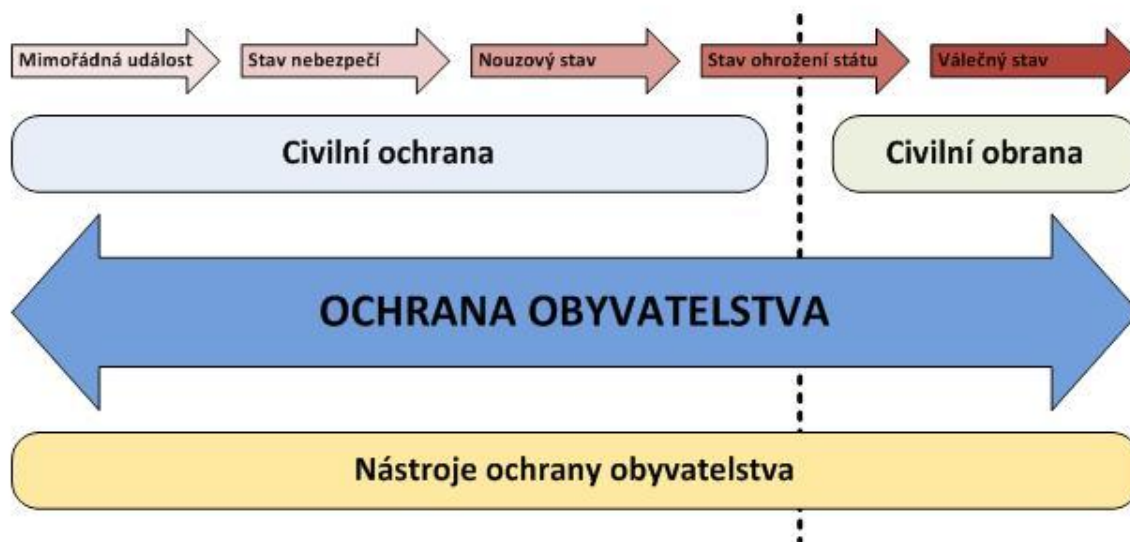 Mimořádná událost
Stav nebezpečí
Nouzový stav
Stav ohrožení státu
Válečný stav
Civilní ochrana
Civilní obrana
OCHRANA OBYVATELSTVA
Nástroje ochrany obyvatelstva